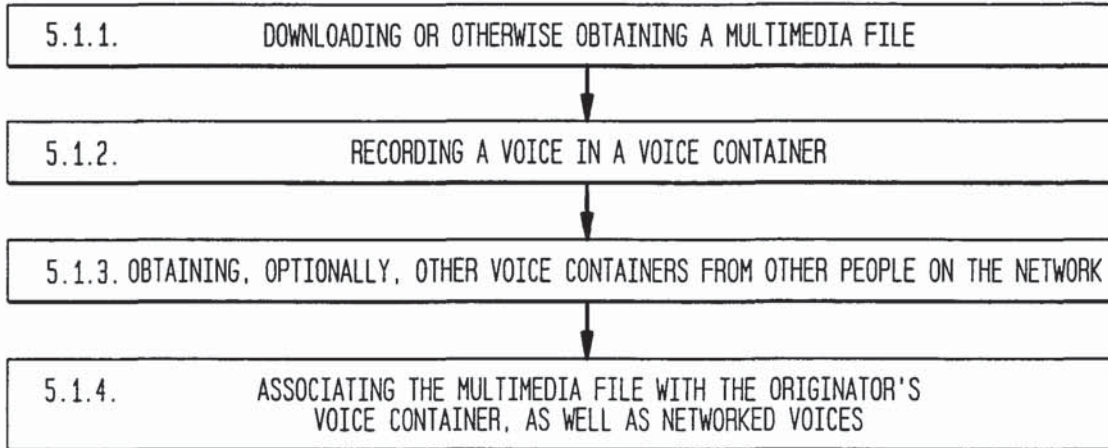 5.1.1. DOWNLOADING OR OTHERWISE OBTAINING A MULTIMEDIA FILE
5.1.2. RECORDING A VOICE IN A VOICE CONTAINER
5.1.3. OBTAINING, OPTIONALLY, OTHER VOICE CONTAINERS FROM OTHER PEOPLE ON THE NETWORK
5.1.4. ASSOCIATING THE MULTIMEDIA FILE WITH THE ORIGINATOR'S
VOICE CONTAINER, AS WELL AS NETWORKED VOICES